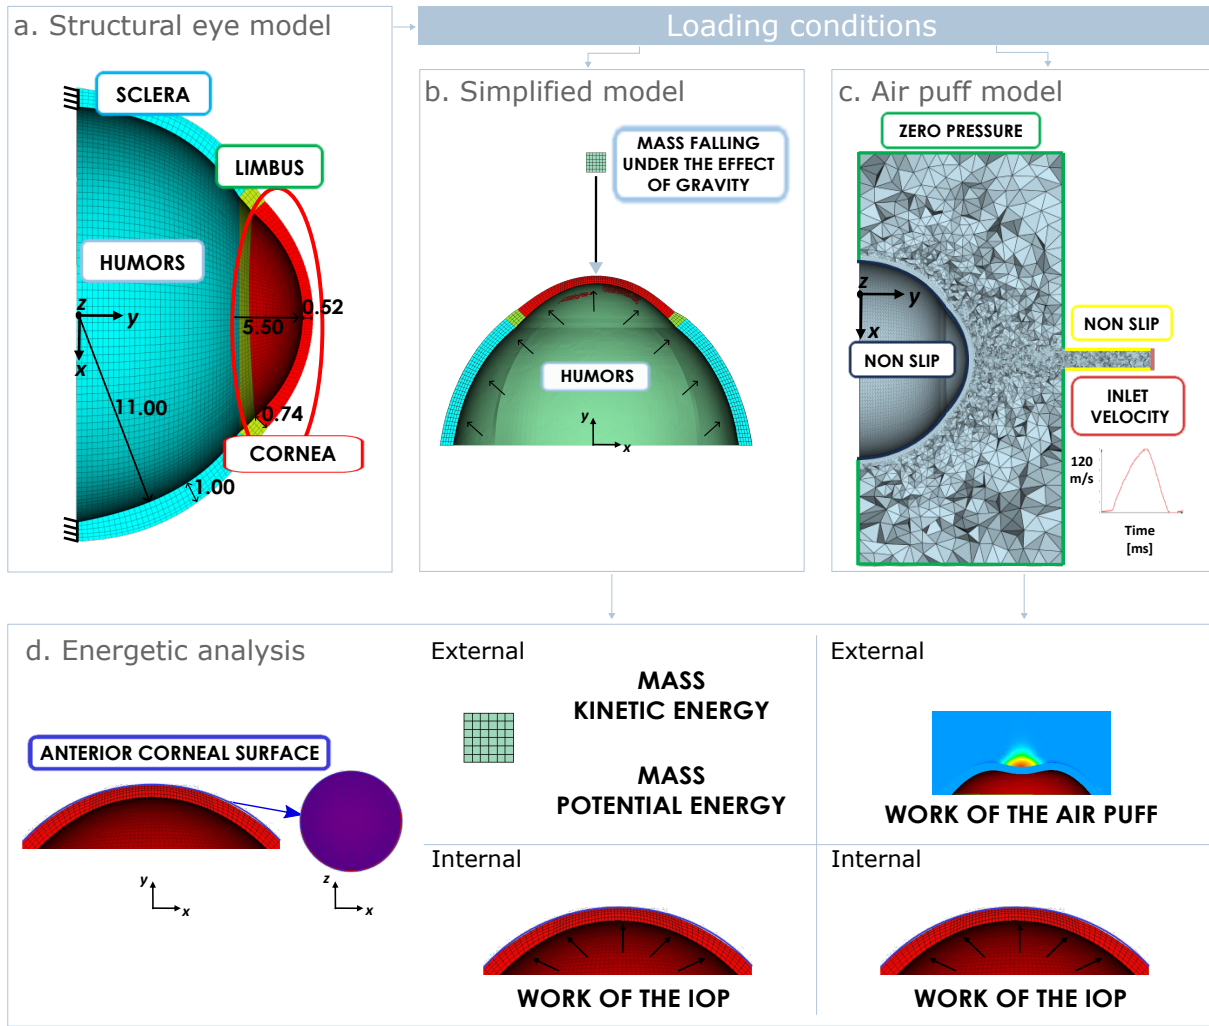 a. Structural eye model
SCLERA
LIMBUS
HUMORS
z
y
x
0.52
5.50
11.00
0.74
CORNEA
1.00
Loading conditions
b. Simplified model
MASS FALLING
UNDER THE EFFECT
OF GRAVITY
HUMORS
y
x
c. Air puff model
ZERO PRESSURE
z
y
x
NON SLIP
NON SLIP
INLET
VELOCITY
120
m/s
Time
[ms]
d. Energetic analysis
ANTERIOR CORNEAL SURFACE
y
x
z
x
External
MASS
KINETIC ENERGY
MASS
POTENTIAL ENERGY
Internal
WORK OF THE IOP
External
WORK OF THE AIR PUFF
Internal
WORK OF THE IOP